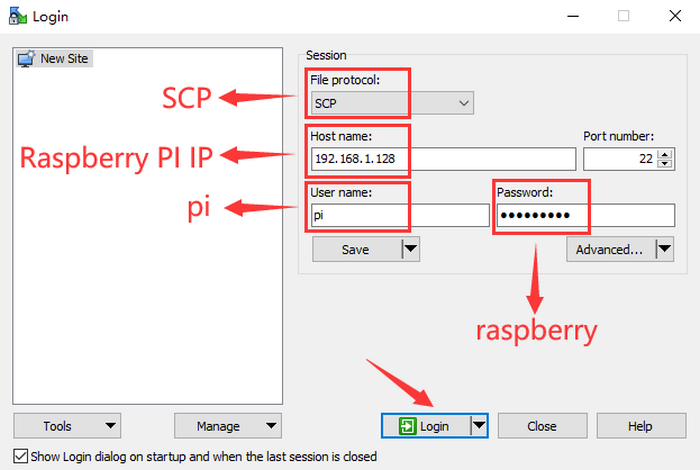 Login
New Site
Session
File protocol:
SCP
SCP
Host name:
Port number:
Raspberry PI IP
192.168.1.128
22
User name:
Password:
pi
pi
●●●●●●●●●
Save
Advanced...
raspberry
Tools
Manage
Login
Close
Help
Show Login dialog on startup and when the last session is closed